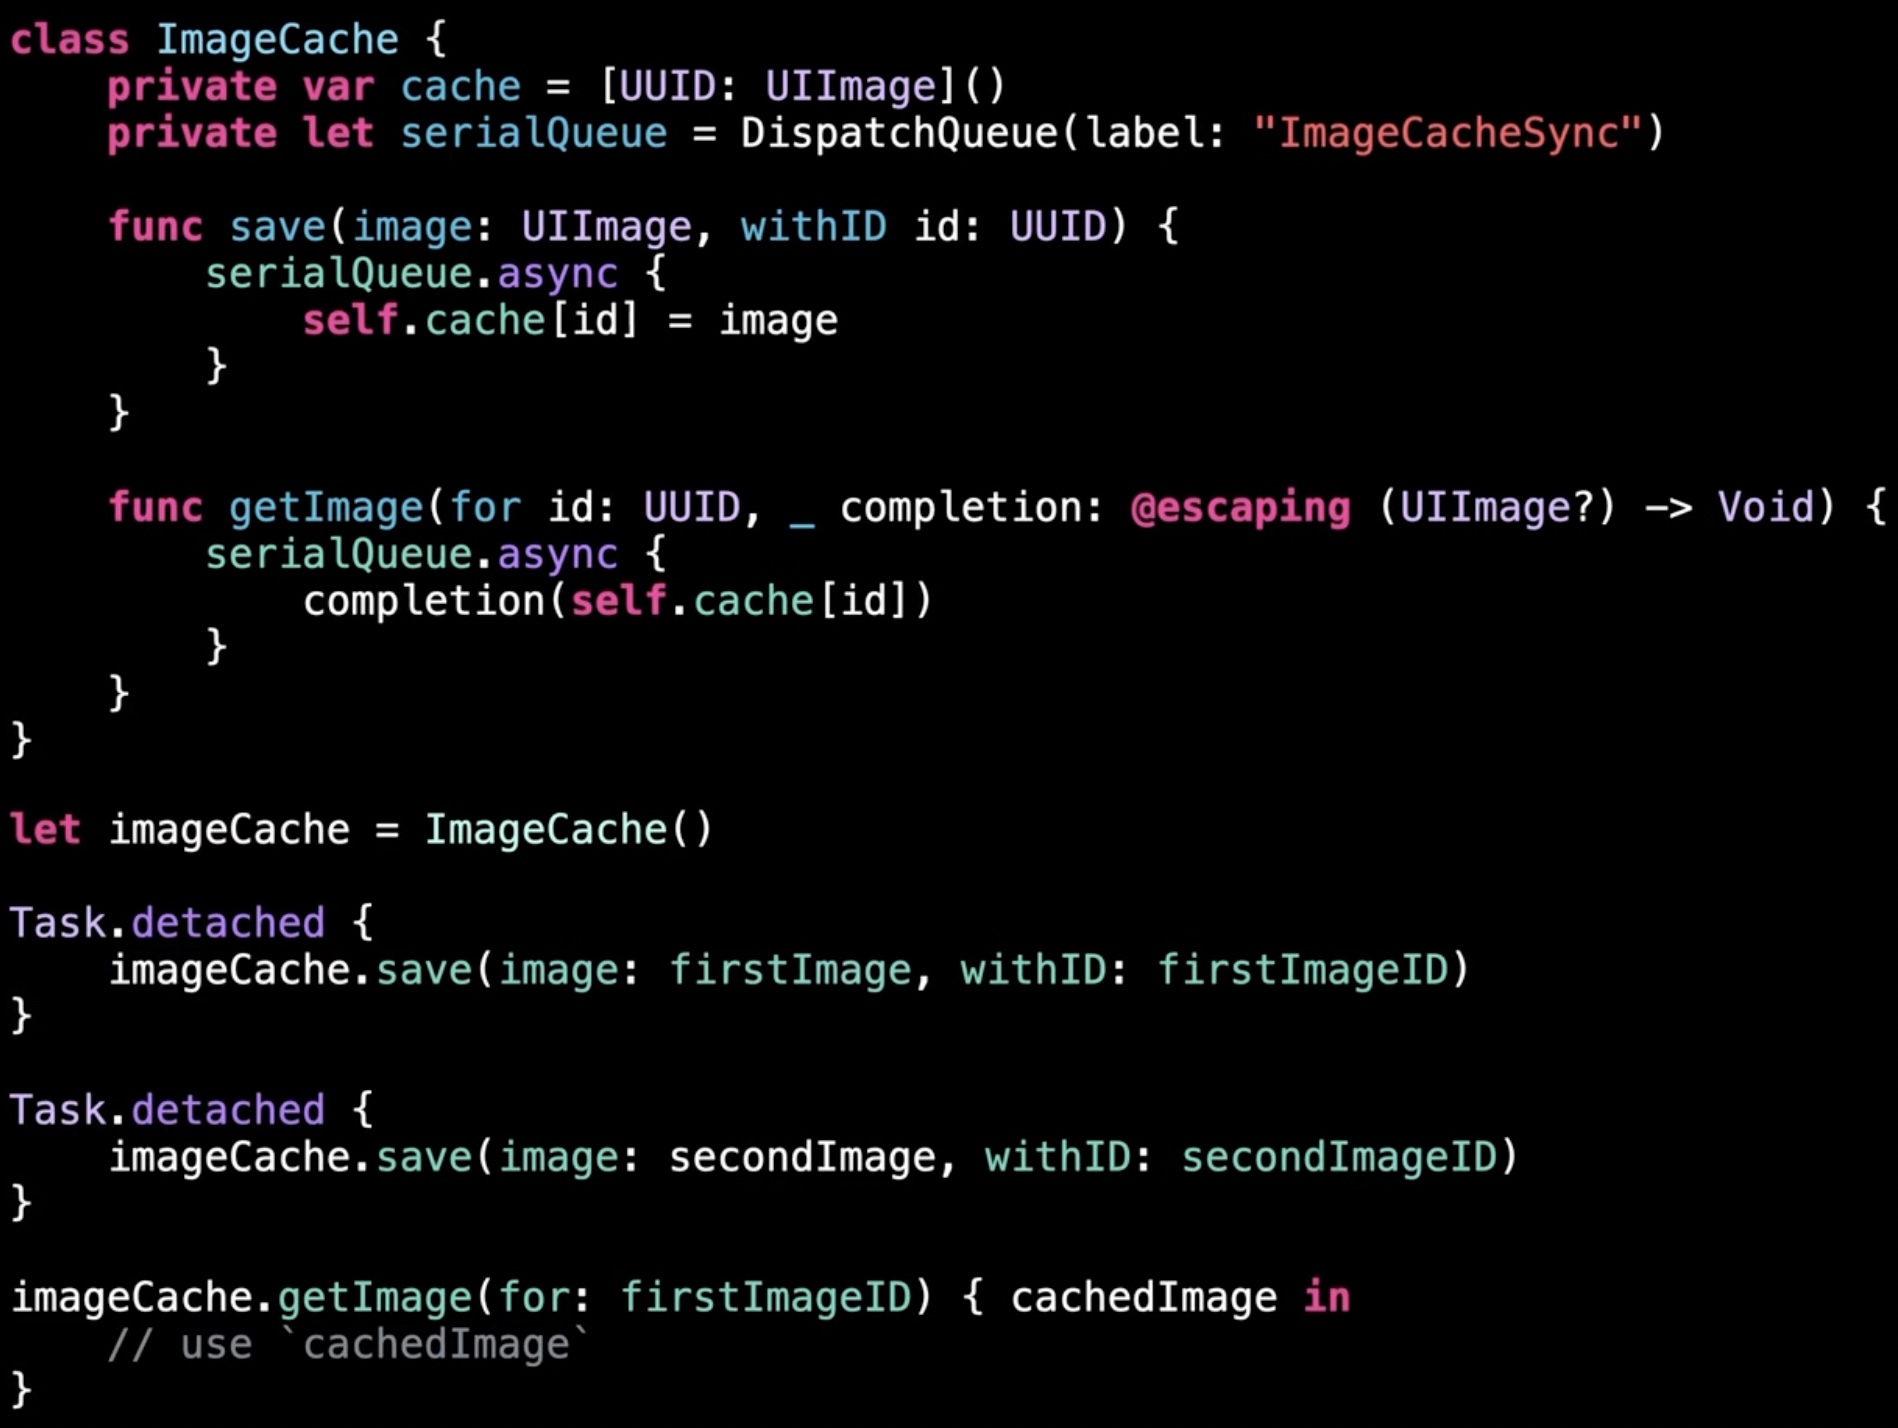 class ImageCache {
    private var cache = [UUID: UIImage]()
    private let serialQueue = DispatchQueue(label: "ImageCacheSync")
    func save(image: UIImage, withID id: UUID) {
        serialQueue.async {
            self.cache[id] = image
        }
    }
    func getImage(for id: UUID, _ completion: @escaping (UIImage?) -> Void) {
        serialQueue.async {
            completion(self.cache[id])
        }
    }
}
let imageCache = ImageCache()
Task.detached {
    imageCache.save(image: firstImage, withID: firstImageID)
}
Task.detached {
    imageCache.save(image: secondImage, withID: secondImageID)
}
imageCache.getImage(for: firstImageID) { cachedImage in
    // use `cachedImage`
}